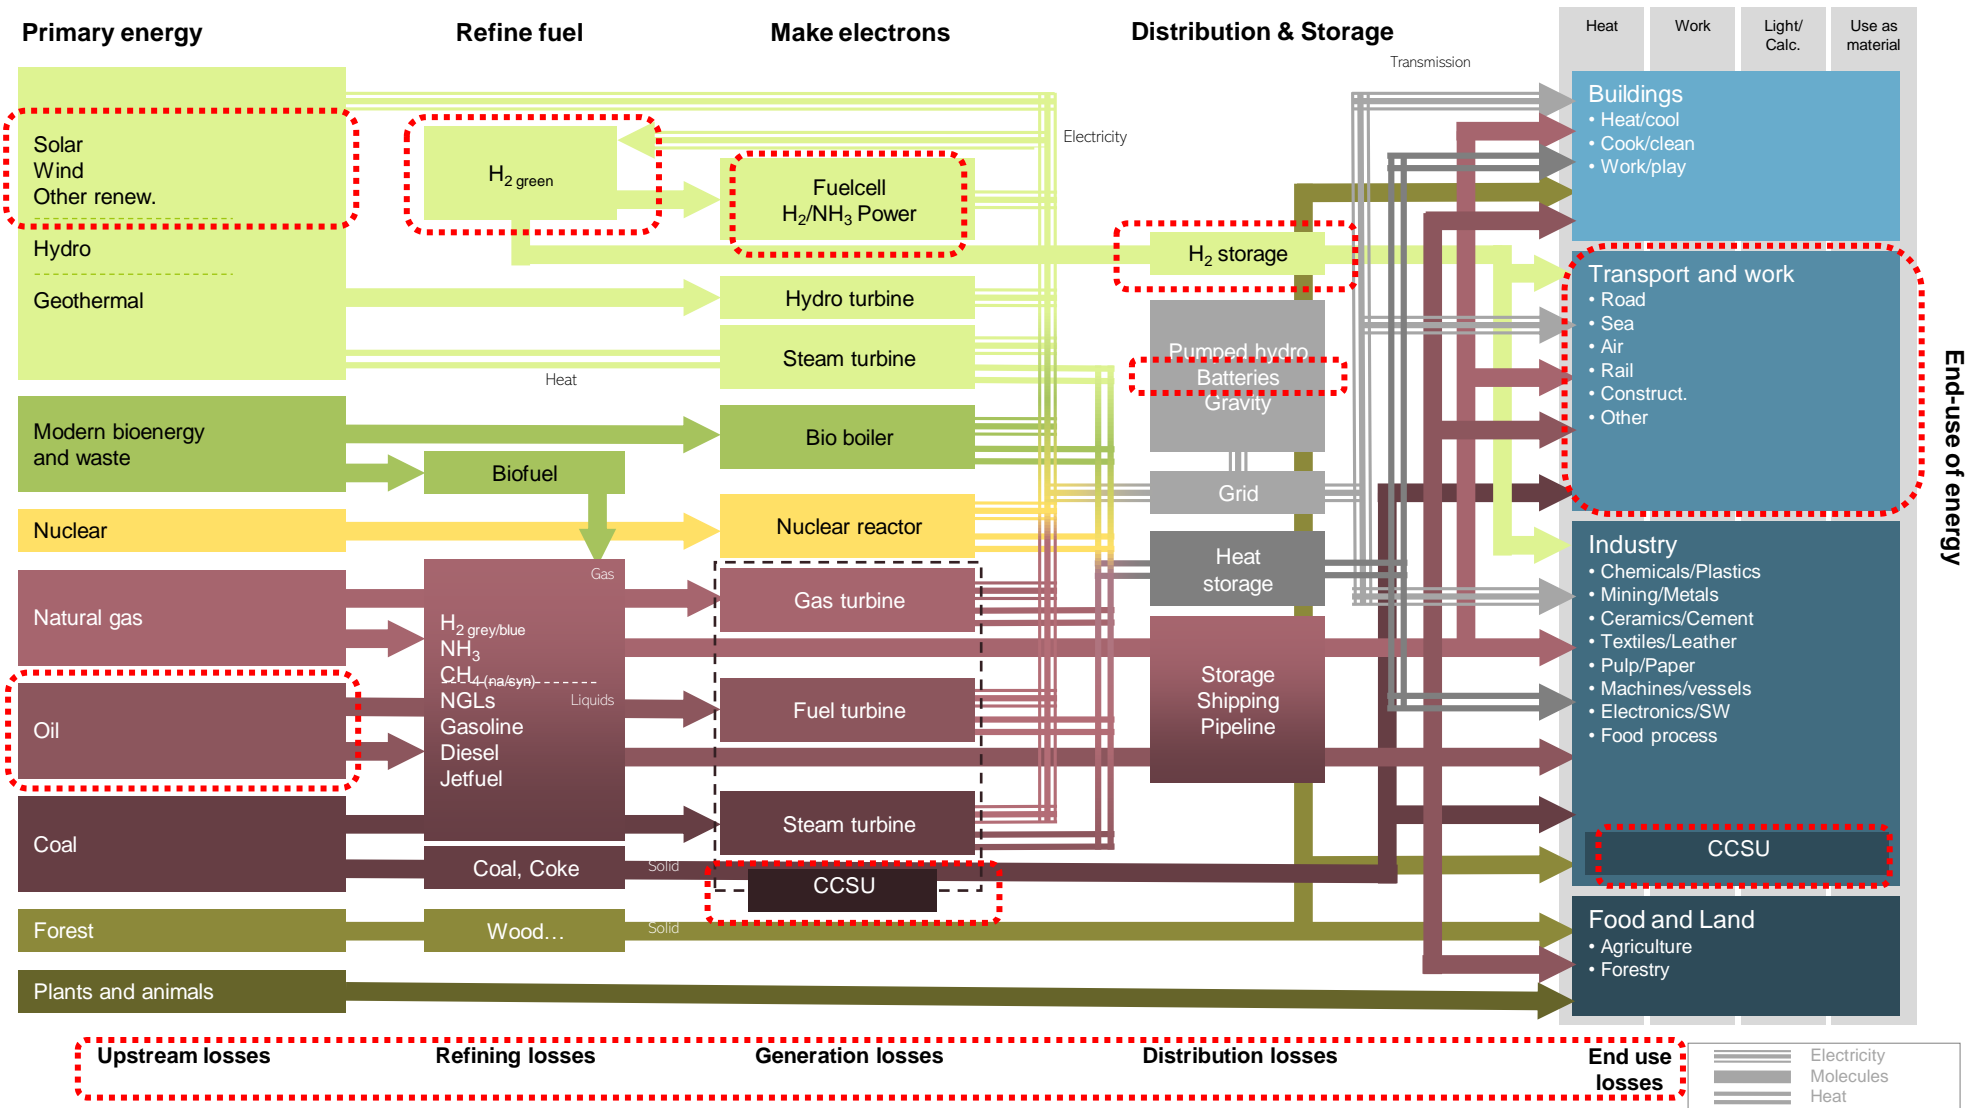 Primary energy
Refine fuel
Make electrons
Distribution & Storage
Heat
Work
Light/
Calc.
Use as
material
Transmission
Electricity
Heat
Solar
Wind
Other renew.
Hydro
Geothermal
Modern bioenergy
and waste
Nuclear
Natural gas
Oil
Coal
Forest
Plants and animals
H2 green
Biofuel
Gas
H2 grey/blue
NH3
CH4 (na/syn)
NGLs
Liquids
Gasoline
Diesel
Jetfuel
Coal, Coke
Solid
Wood…
Solid
Fuelcell
H2/NH3 Power
Hydro turbine
Steam turbine
Bio boiler
Nuclear reactor
Gas turbine
Fuel turbine
Steam turbine
CCSU
H2 storage
Pumped hydro
Batteries
Gravity
Grid
Heat
storage
Storage
Shipping
Pipeline
Buildings
• Heat/cool
• Cook/clean
• Work/play
Transport and work
• Road
• Sea
• Air
• Rail
• Construct.
• Other
Industry
• Chemicals/Plastics
• Mining/Metals
• Ceramics/Cement
• Textiles/Leather
• Pulp/Paper
• Machines/vessels
• Electronics/SW
• Food process
CCSU
Food and Land
• Agriculture
• Forestry
End-use of energy
Upstream losses
Refining losses
Generation losses
Distribution losses
End use
losses
Electricity
Molecules
Heat